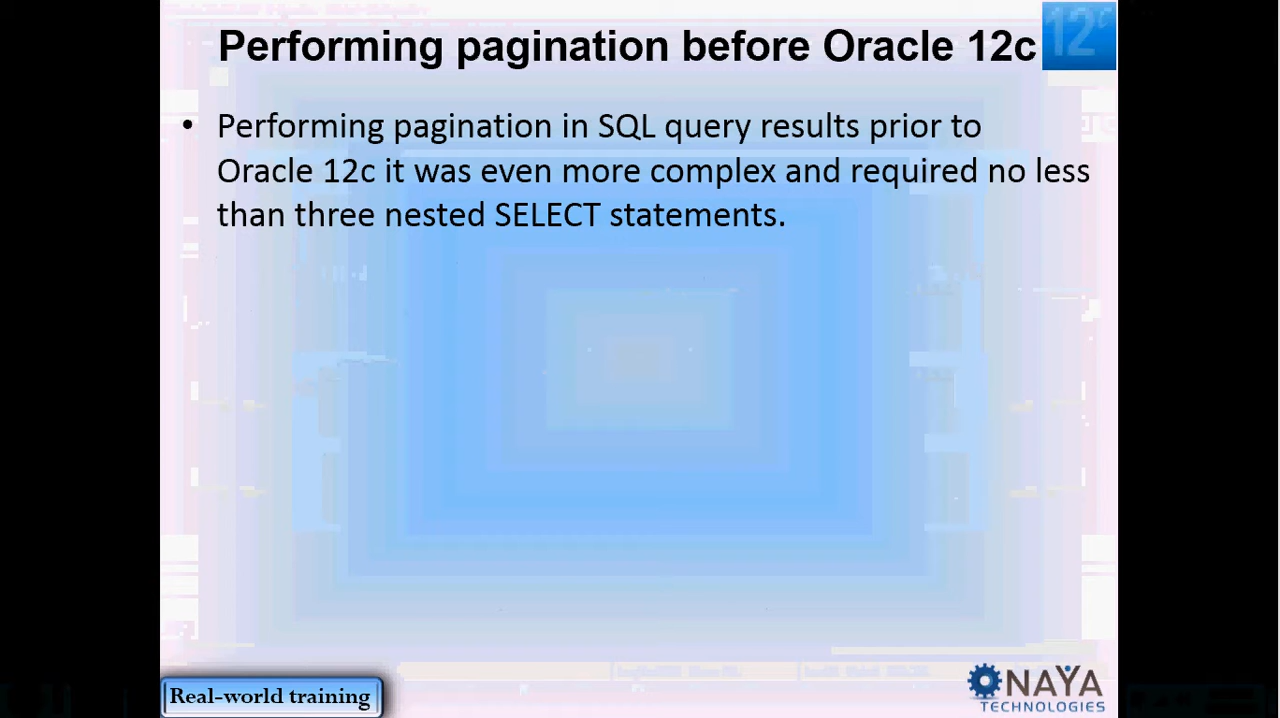 Performing pagination before Oracle 12c
12c
• Performing pagination in SQL query results prior to
Oracle 12c it was even more complex and required no less
than three nested SELECT statements.
Real-world training
NAYA
TECHNOLOGIES